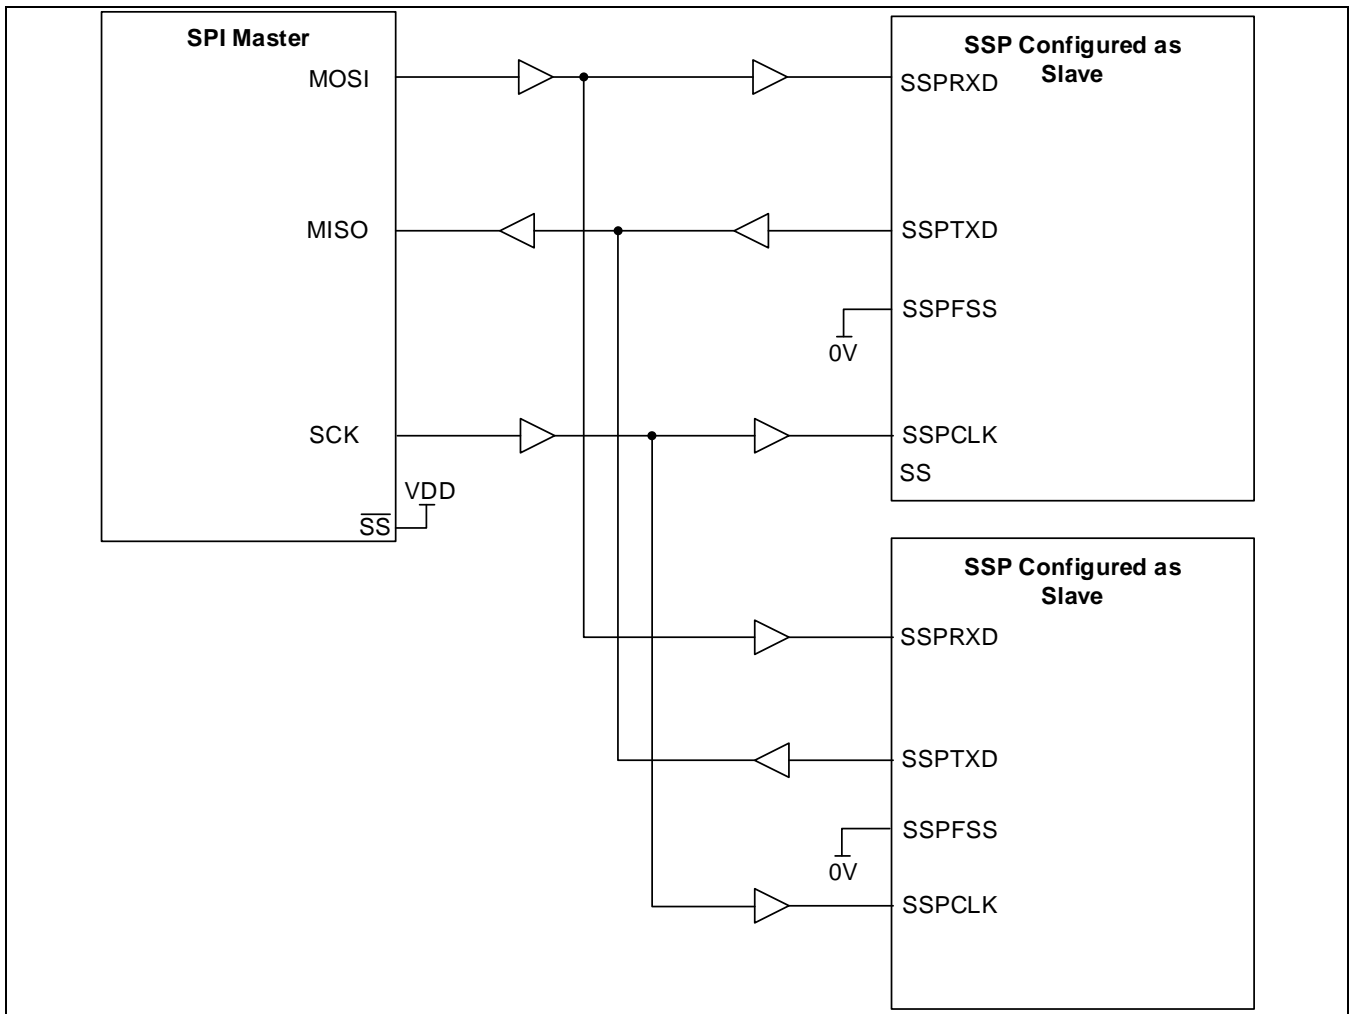 SPI Master
MOSI
MISO
SCK
VDD
SS
SSP Configured as
Slave
SSPRXD
SSPTXD
SSPFSS
0V
SSPCLK
SS
SSP Configured as
Slave
SSPRXD
SSPTXD
SSPFSS
0V
SSPCLK